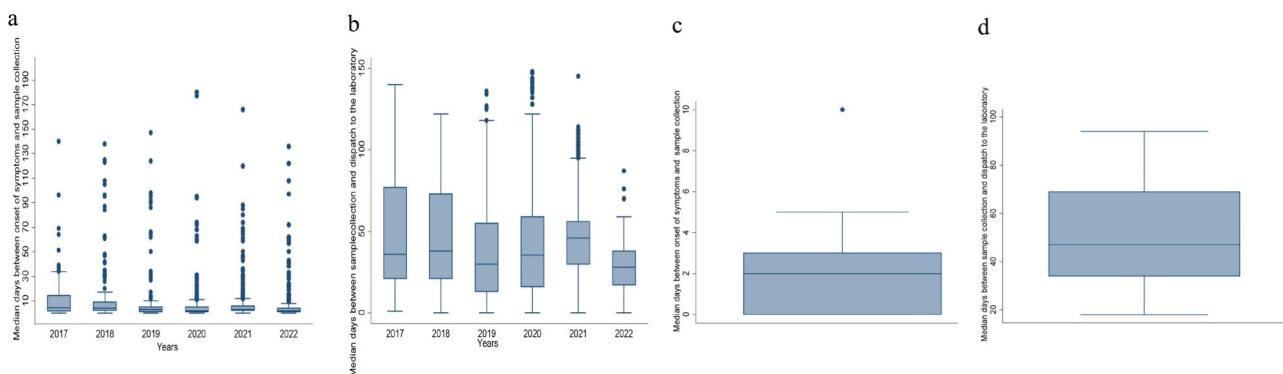 a
Median days between onset of symptoms and sample collection
190
170
150
130
110
90
70
50
30
10
2017 2018 2019 2020 2021 2022
Years
b
Median days between samplecollection and dispatch to the laboratory
150
100
50
0
2017 2018 2019 2020 2021 2022
Years
c
Median days between onset of symptoms and sample collection
10
8
6
4
2
0
d
Median days between sample collection and dispatch to the laboratory
100
80
60
40
20